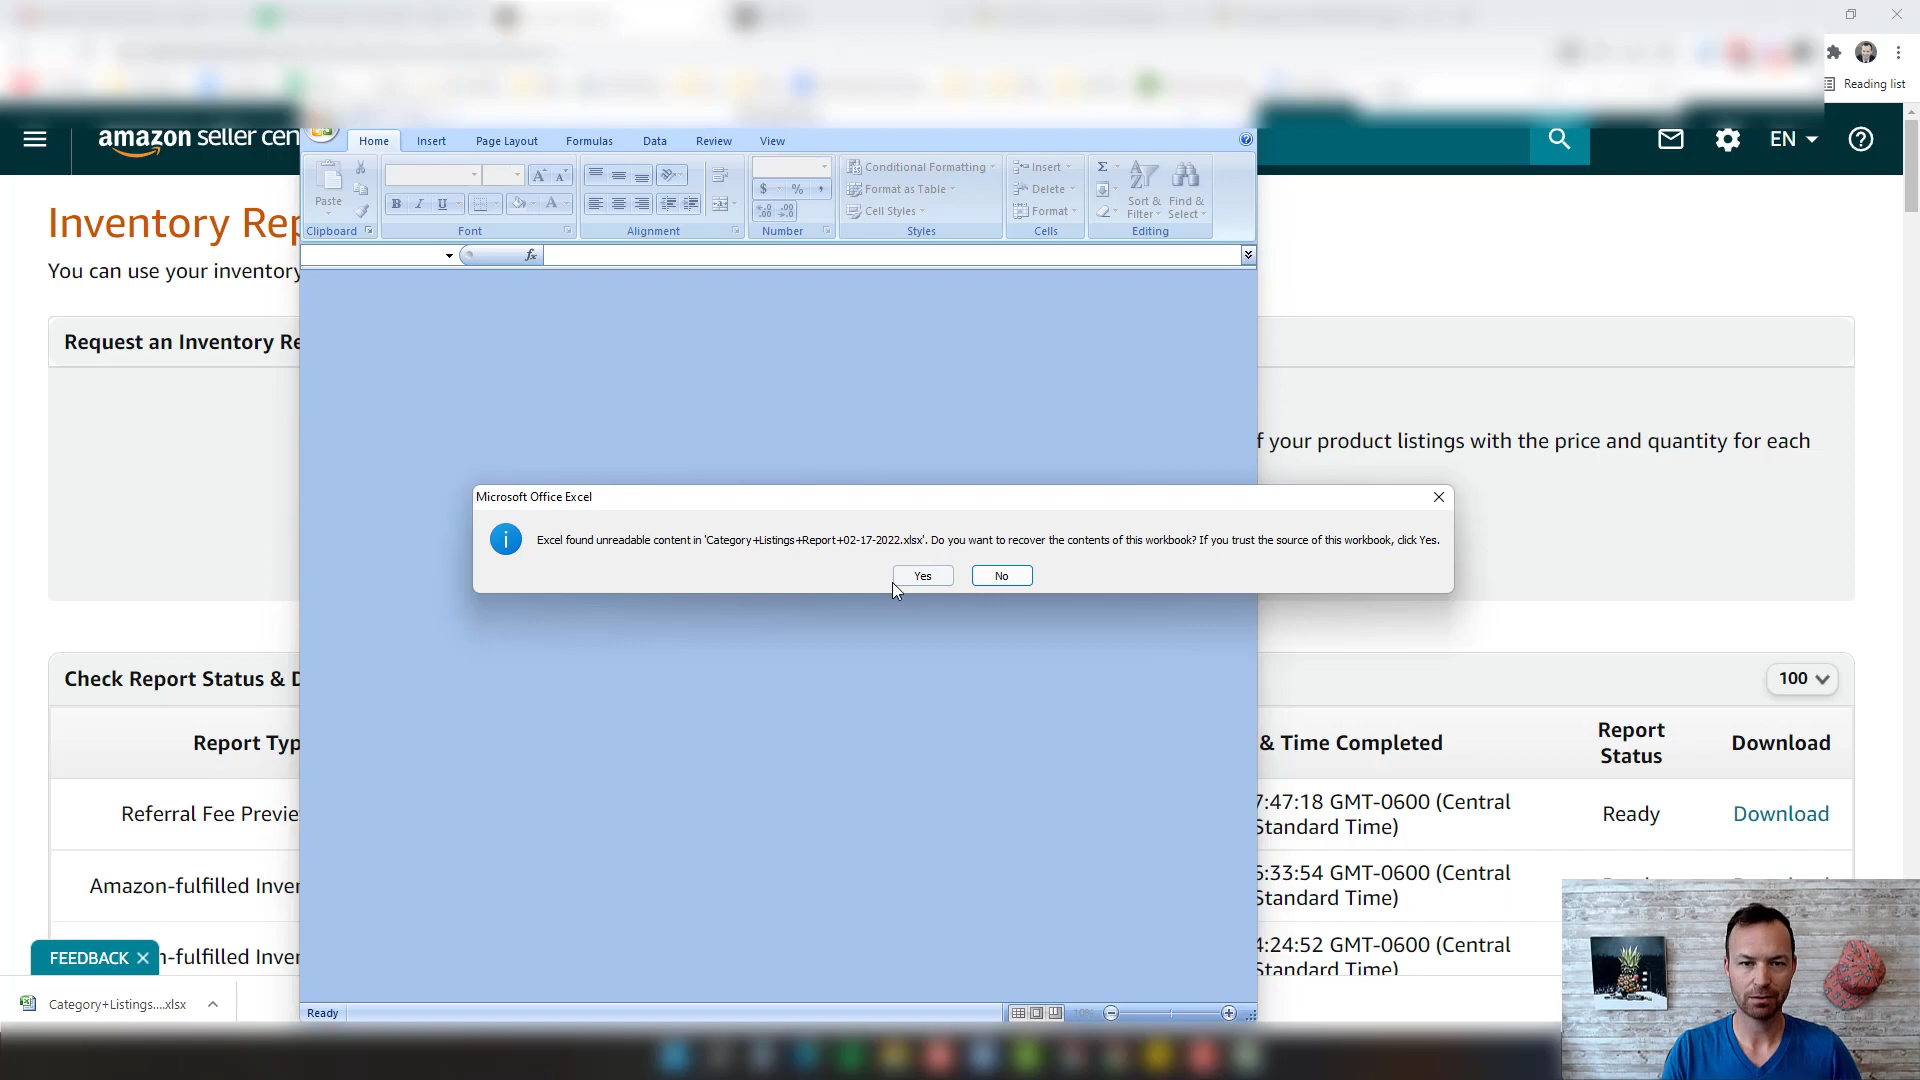 Reading list
amazon seller cen
EN
Home Insert Page Layout Formulas Data Review View
Paste
Clipboard
B I U
A A
Font
Alignment
$ % ,
Number
Conditional Formatting
Format as Table
Cell Styles
Styles
Insert
Delete
Format
Cells
Σ
Sort & Filter
Find & Select
Editing
fx
Inventory Rep
You can use your inventory
Request an Inventory Re
f your product listings with the price and quantity for each
Microsoft Office Excel
Excel found unreadable content in 'Category+Listings+Report+02-17-2022.xlsx'. Do you want to recover the contents of this workbook? If you trust the source of this workbook, click Yes.
Yes No
Check Report Status & D
100
Report Typ
& Time Completed
Report
Status
Download
Referral Fee Previe
7:47:18 GMT-0600 (Central
Standard Time)
Ready
Download
Amazon-fulfilled Inven
6:33:54 GMT-0600 (Central
Standard Time)
n-fulfilled Inven
4:24:52 GMT-0600 (Central
Standard Time)
FEEDBACK
Category+Listings....xlsx
Ready
10%